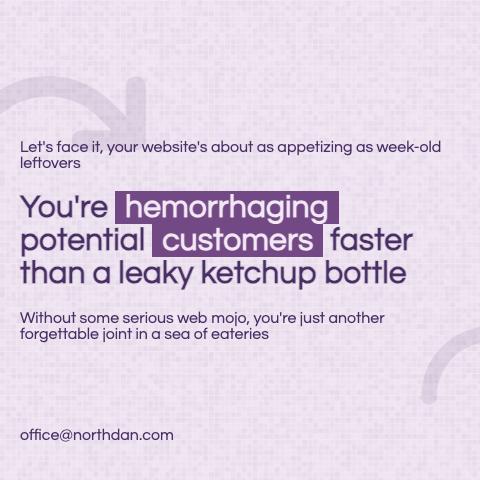 Let's face it, your website's about as appetizing as week-old
leftovers
You're hemorrhaging
potential customers faster
than a leaky ketchup bottle
Without some serious web mojo, you're just another
forgettable joint in a sea of eateries
office@northdan.com